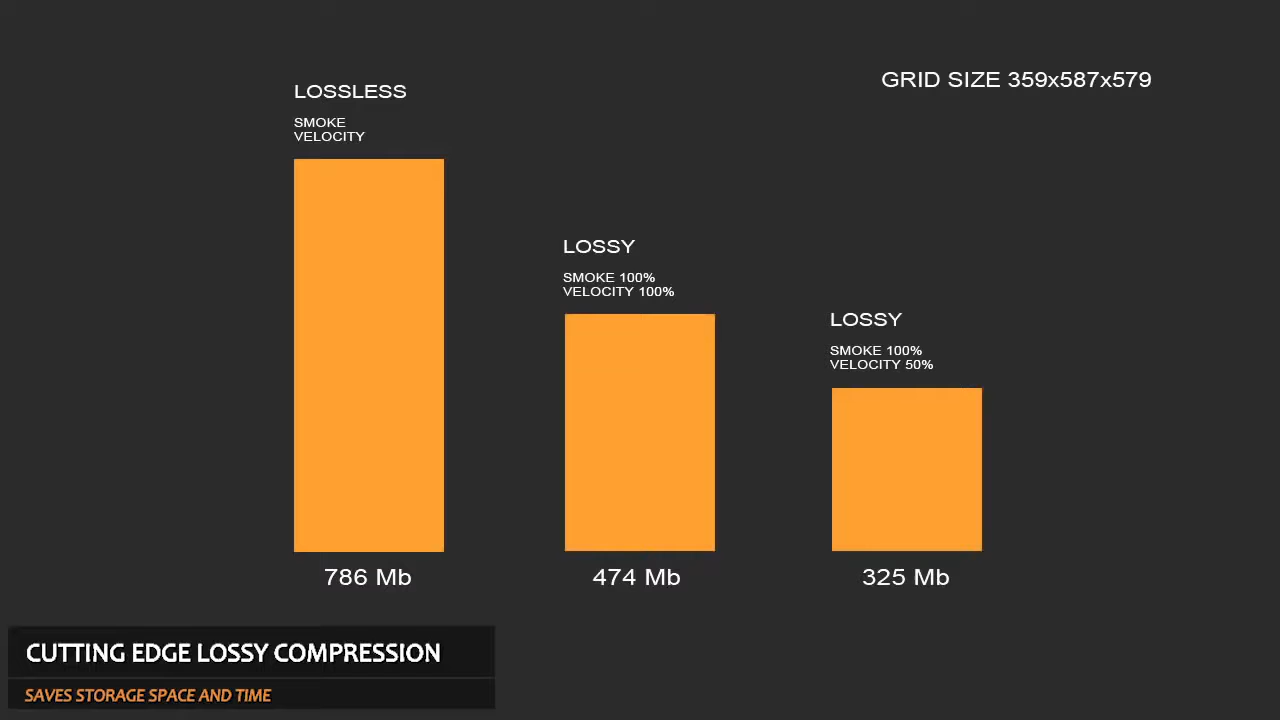 GRID SIZE 359x587x579
LOSSLESS
SMOKE
VELOCITY
LOSSY
SMOKE 100%
VELOCITY 100%
LOSSY
SMOKE 100%
VELOCITY 50%
786 Mb
474 Mb
325 Mb
CUTTING EDGE LOSSY COMPRESSION
SAVES STORAGE SPACE AND TIME